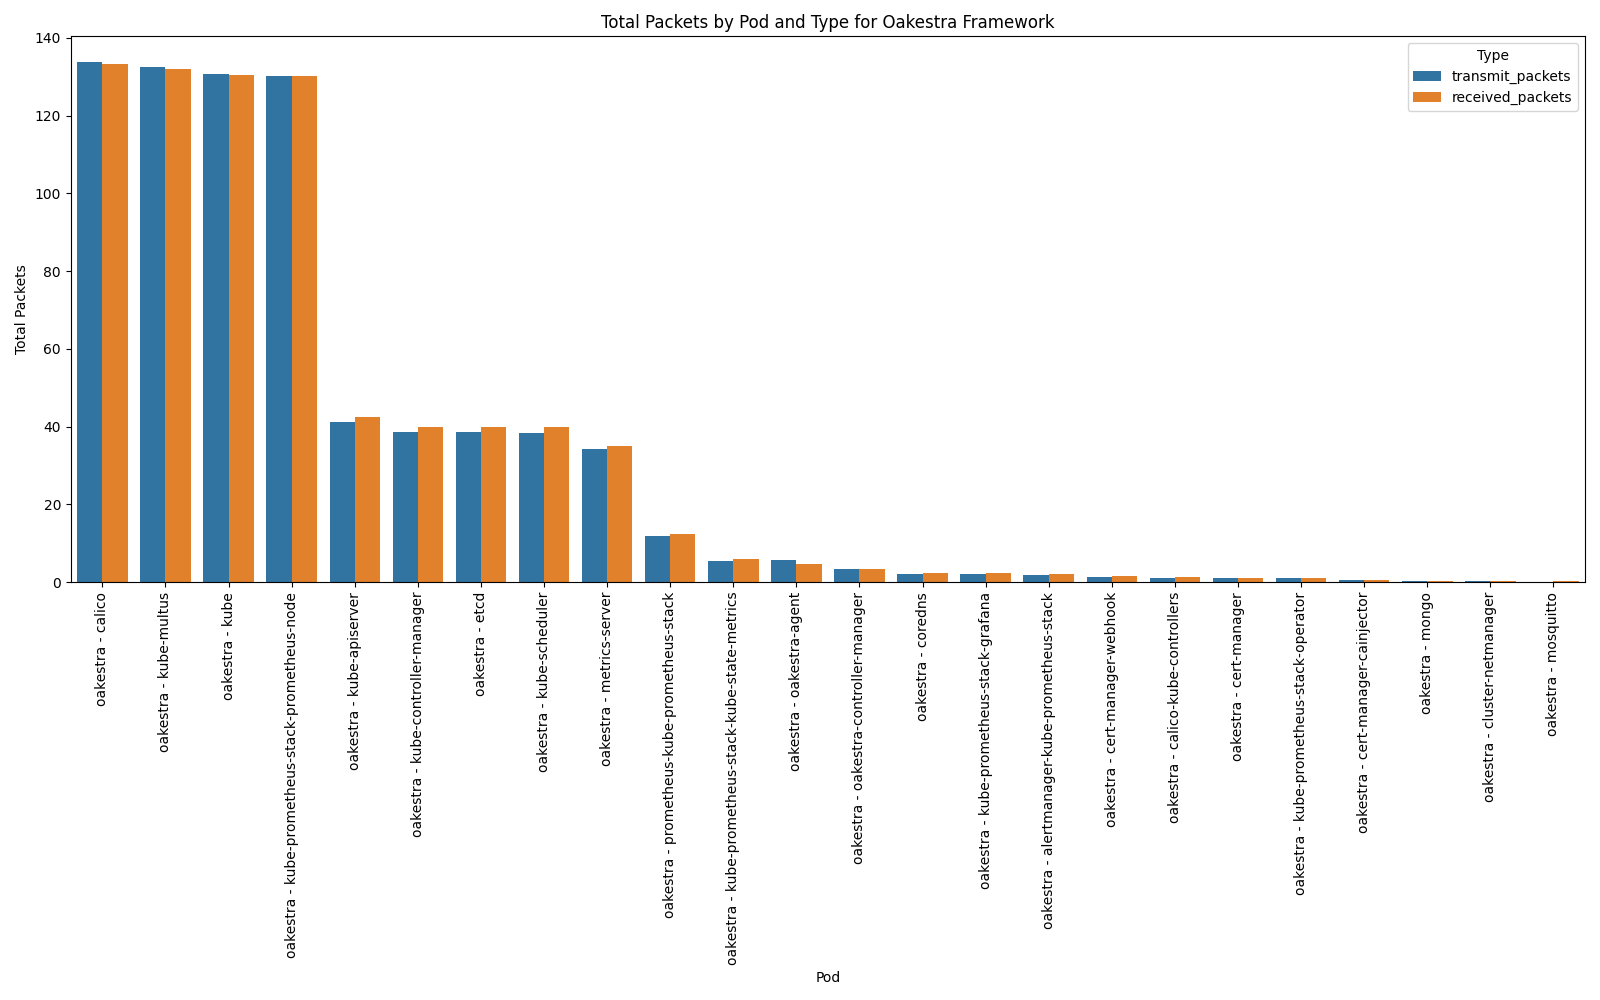 Total Packets by Pod and Type for Oakestra Framework
Type
transmit_packets
received_packets
Total Packets
140
120
100
80
60
40
20
0
oakestra - calico
oakestra - kube-multus
oakestra - kube
oakestra - kube-prometheus-stack-prometheus-node
oakestra - kube-apiserver
oakestra - kube-controller-manager
oakestra - etcd
oakestra - kube-scheduler
oakestra - metrics-server
oakestra - prometheus-kube-prometheus-stack
oakestra - kube-prometheus-stack-kube-state-metrics
oakestra - oakestra-agent
oakestra - oakestra-controller-manager
oakestra - coredns
oakestra - kube-prometheus-stack-grafana
oakestra - alertmanager-kube-prometheus-stack
oakestra - cert-manager-webhook
oakestra - calico-kube-controllers
oakestra - cert-manager
oakestra - kube-prometheus-stack-operator
oakestra - cert-manager-cainjector
oakestra - mongo
oakestra - cluster-netmanager
oakestra - mosquitto
Pod